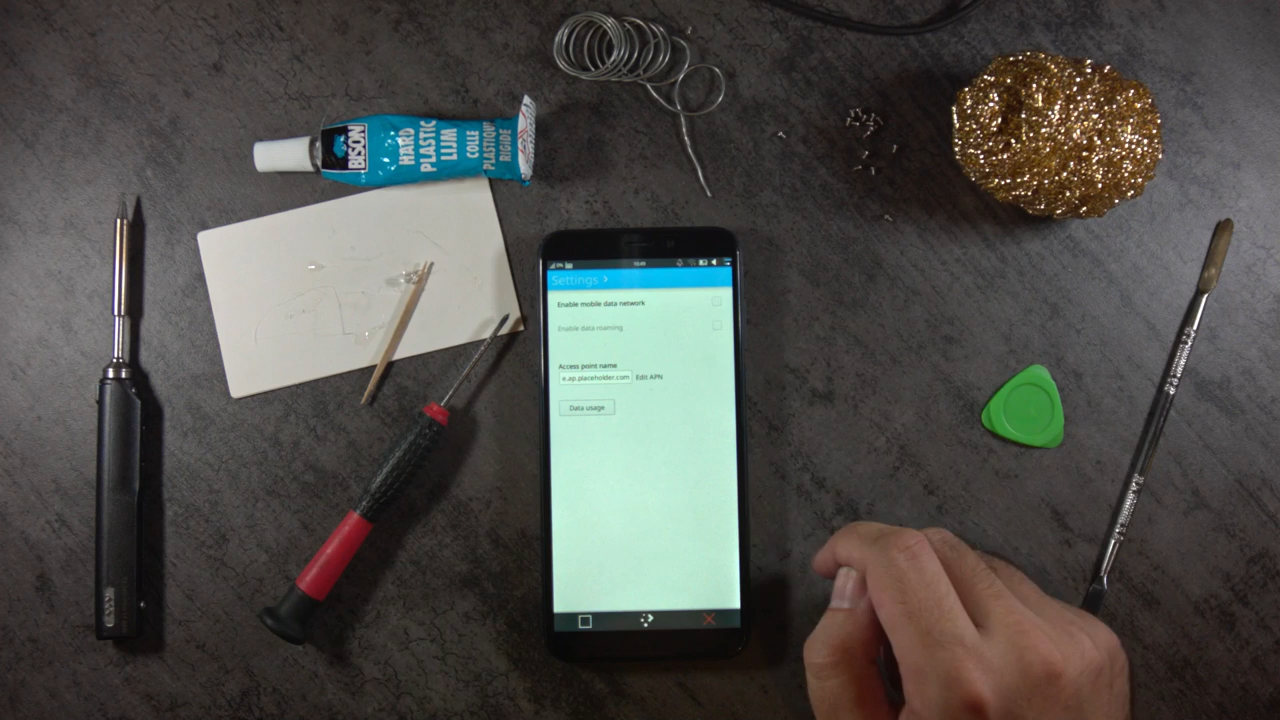 BISON
HARD
PLASTIC
LIJM
COLLE
PLASTIQUE
RIGIDE
Settings >
Enable mobile data network
Enable data roaming
Access point name
e.ap.placeholder.com Edit APN
Data usage